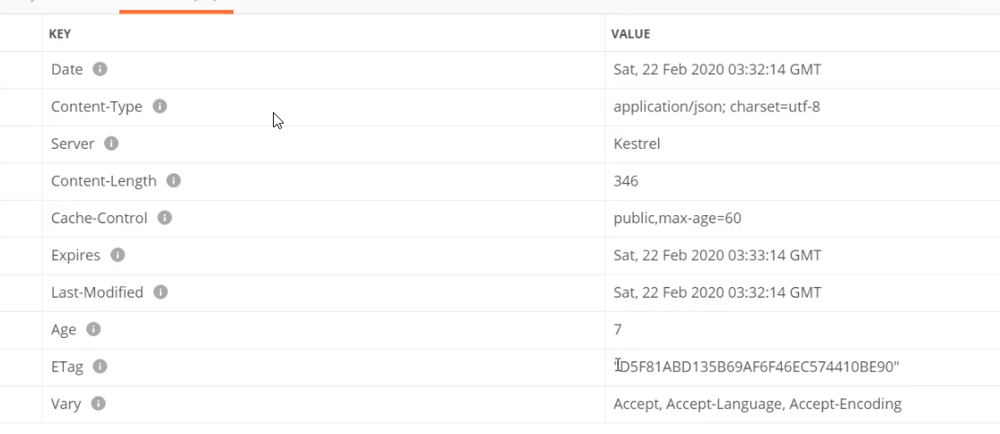 KEY VALUE
Date Sat, 22 Feb 2020 03:32:14 GMT
Content-Type application/json; charset=utf-8
Server Kestrel
Content-Length 346
Cache-Control public,max-age=60
Expires Sat, 22 Feb 2020 03:33:14 GMT
Last-Modified Sat, 22 Feb 2020 03:32:14 GMT
Age 7
ETag "D5F81ABD135B69AF6F46EC574410BE90"
Vary Accept, Accept-Language, Accept-Encoding